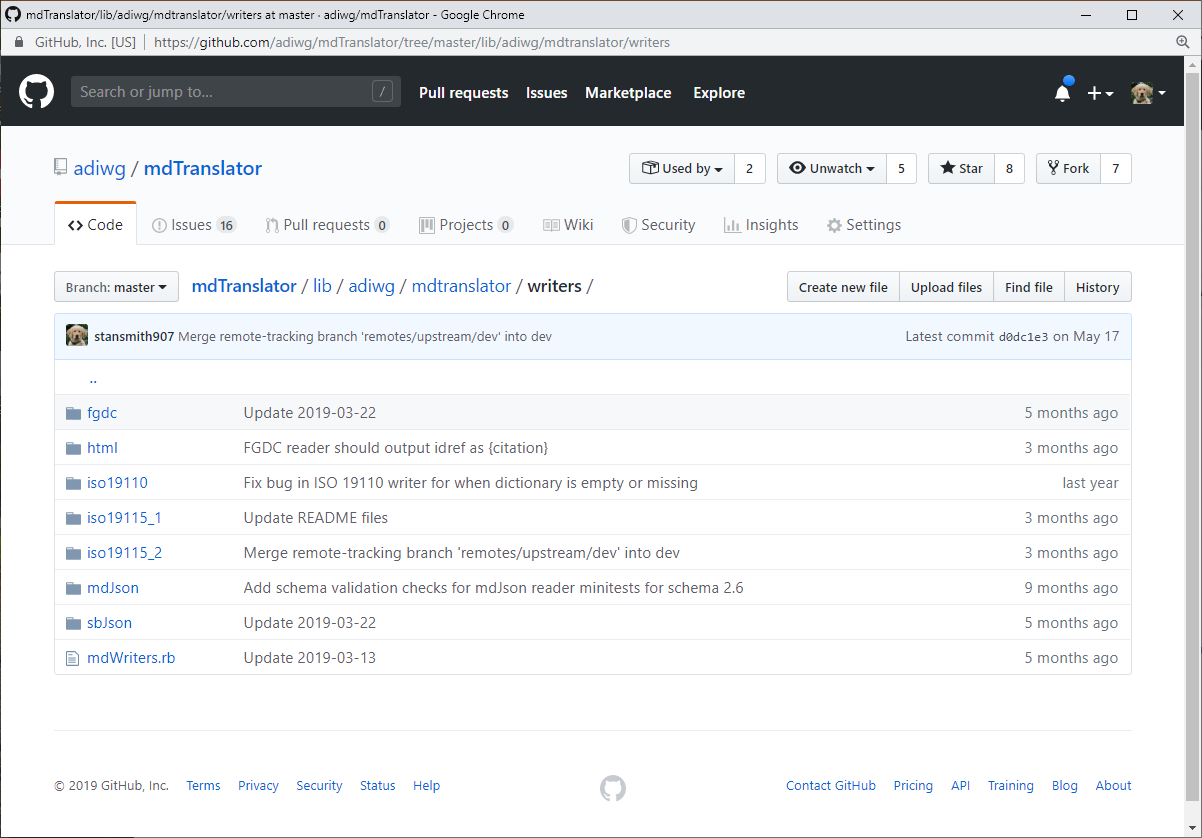 mdTranslator/lib/adiwg/mdtranslator/writers at master · adiwg/mdTranslator - Google Chrome
GitHub, Inc. [US] https://github.com/adiwg/mdTranslator/tree/master/lib/adiwg/mdtranslator/writers
Search or jump to... / Pull requests Issues Marketplace Explore
adiwg / mdTranslator Used by 2 Unwatch 5 Star 8 Fork 7
Code Issues 16 Pull requests 0 Projects 0 Wiki Security Insights Settings
Branch: master mdTranslator / lib / adiwg / mdtranslator / writers / Create new file Upload files Find file History
stansmith907 Merge remote-tracking branch 'remotes/upstream/dev' into dev Latest commit d0dc1e3 on May 17
..
fgdc Update 2019-03-22 5 months ago
html FGDC reader should output idref as {citation} 3 months ago
iso19110 Fix bug in ISO 19110 writer for when dictionary is empty or missing last year
iso19115_1 Update README files 3 months ago
iso19115_2 Merge remote-tracking branch 'remotes/upstream/dev' into dev 3 months ago
mdJson Add schema validation checks for mdJson reader minitests for schema 2.6 9 months ago
sbJson Update 2019-03-22 5 months ago
mdWriters.rb Update 2019-03-13 5 months ago
© 2019 GitHub, Inc. Terms Privacy Security Status Help Contact GitHub Pricing API Training Blog About